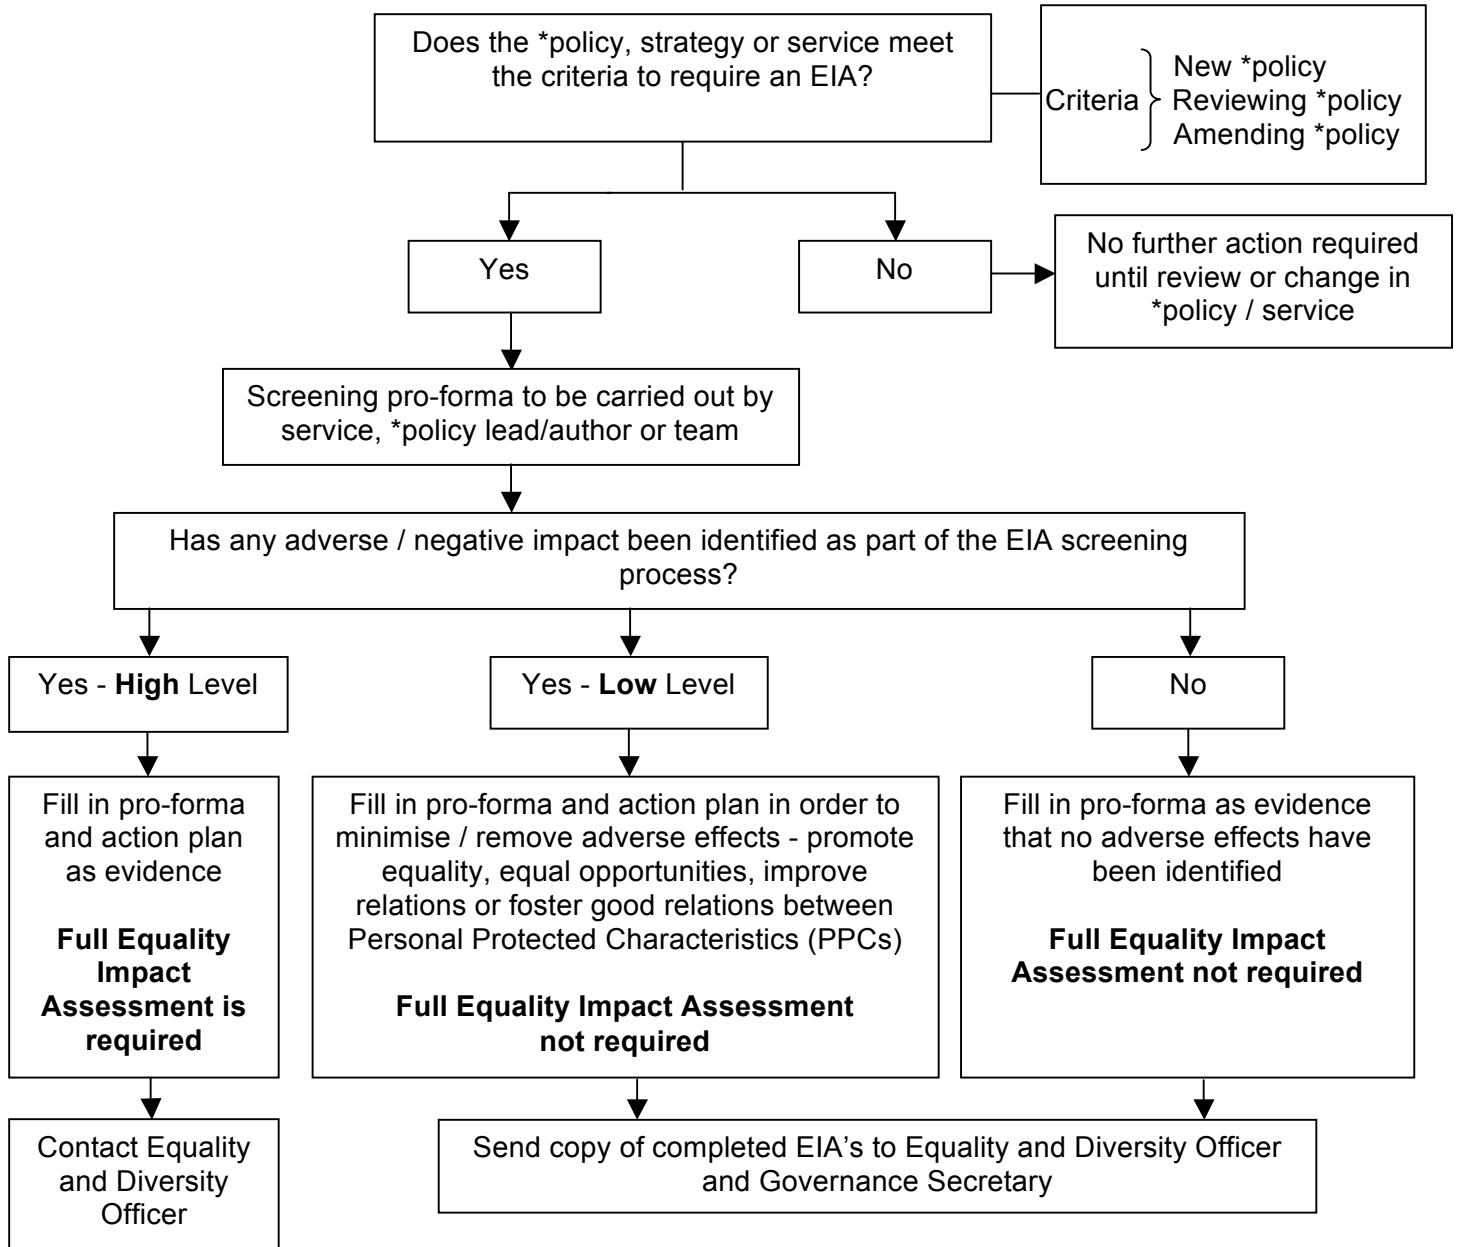 Does the *policy, strategy or service meet
the criteria to require an EIA?
Criteria
New *policy
Reviewing *policy
Amending *policy
Yes
No
No further action required
until review or change in
*policy / service
Screening pro-forma to be carried out by
service, *policy lead/author or team
Has any adverse / negative impact been identified as part of the EIA screening
process?
Yes - High Level
Yes - Low Level
No
Fill in pro-forma
and action plan
as evidence
Full Equality
Impact
Assessment is
required
Fill in pro-forma and action plan in order to
minimise / remove adverse effects - promote
equality, equal opportunities, improve
relations or foster good relations between
Personal Protected Characteristics (PPCs)
Full Equality Impact Assessment
not required
Fill in pro-forma as evidence
that no adverse effects have
been identified
Full Equality Impact
Assessment not required
Contact Equality
and Diversity
Officer
Send copy of completed EIA's to Equality and Diversity Officer
and Governance Secretary